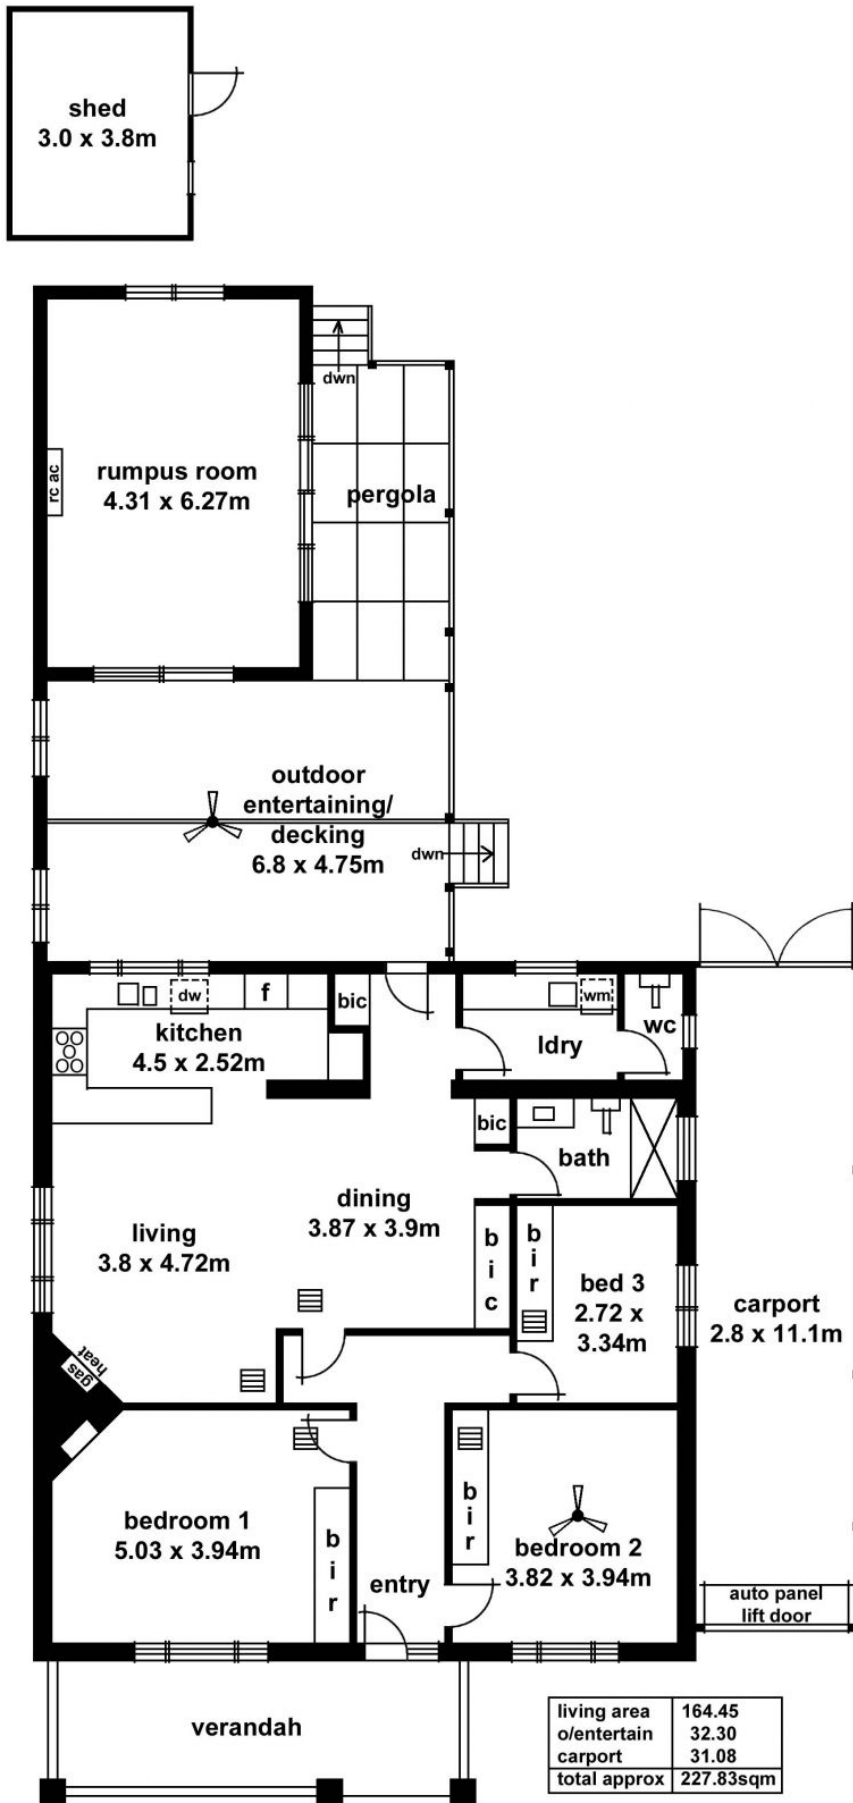 shed
3.0 x 3.8m
dwn
rc ac
rumpus room
4.31 x 6.27m
pergola
outdoor
entertaining/
decking
6.8 x 4.75m
dwn
dw
f
bic
wm
wc
kitchen
4.5 x 2.52m
ldry
bic
bath
dining
3.87 x 3.9m
living
3.8 x 4.72m
b
i
c
b
i
r
bed 3
2.72 x
3.34m
carport
2.8 x 11.1m
gas
heat
bedroom 1
5.03 x 3.94m
b
i
r
entry
b
i
r
bedroom 2
3.82 x 3.94m
auto panel
lift door
verandah
living area 164.45
o/entertain 32.30
carport 31.08
total approx 227.83sqm